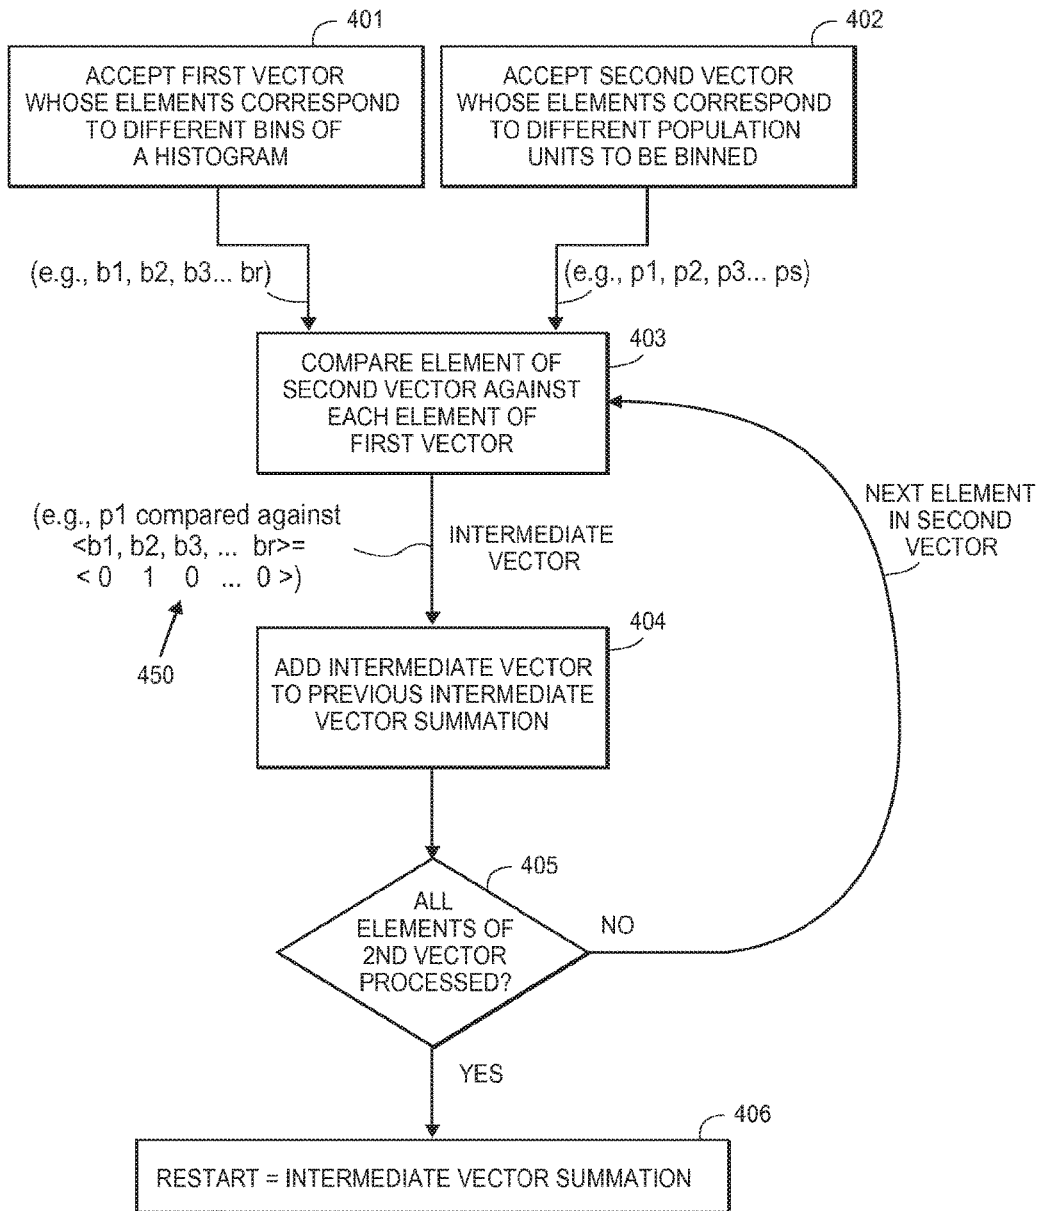 401
ACCEPT FIRST VECTOR
WHOSE ELEMENTS CORRESPOND
TO DIFFERENT BINS OF
A HISTOGRAM
402
ACCEPT SECOND VECTOR
WHOSE ELEMENTS CORRESPOND
TO DIFFERENT POPULATION
UNITS TO BE BINNED
(e.g., b1, b2, b3... br)
(e.g., p1, p2, p3... ps)
403
COMPARE ELEMENT OF
SECOND VECTOR AGAINST
EACH ELEMENT OF
FIRST VECTOR
(e.g., p1 compared against
<b1, b2, b3, ... br>=
< 0 1 0 ... 0 >)
450
INTERMEDIATE
VECTOR
NEXT ELEMENT
IN SECOND
VECTOR
404
ADD INTERMEDIATE VECTOR
TO PREVIOUS INTERMEDIATE
VECTOR SUMMATION
405
ALL
ELEMENTS OF
2ND VECTOR
PROCESSED?
NO
YES
406
RESTART = INTERMEDIATE VECTOR SUMMATION